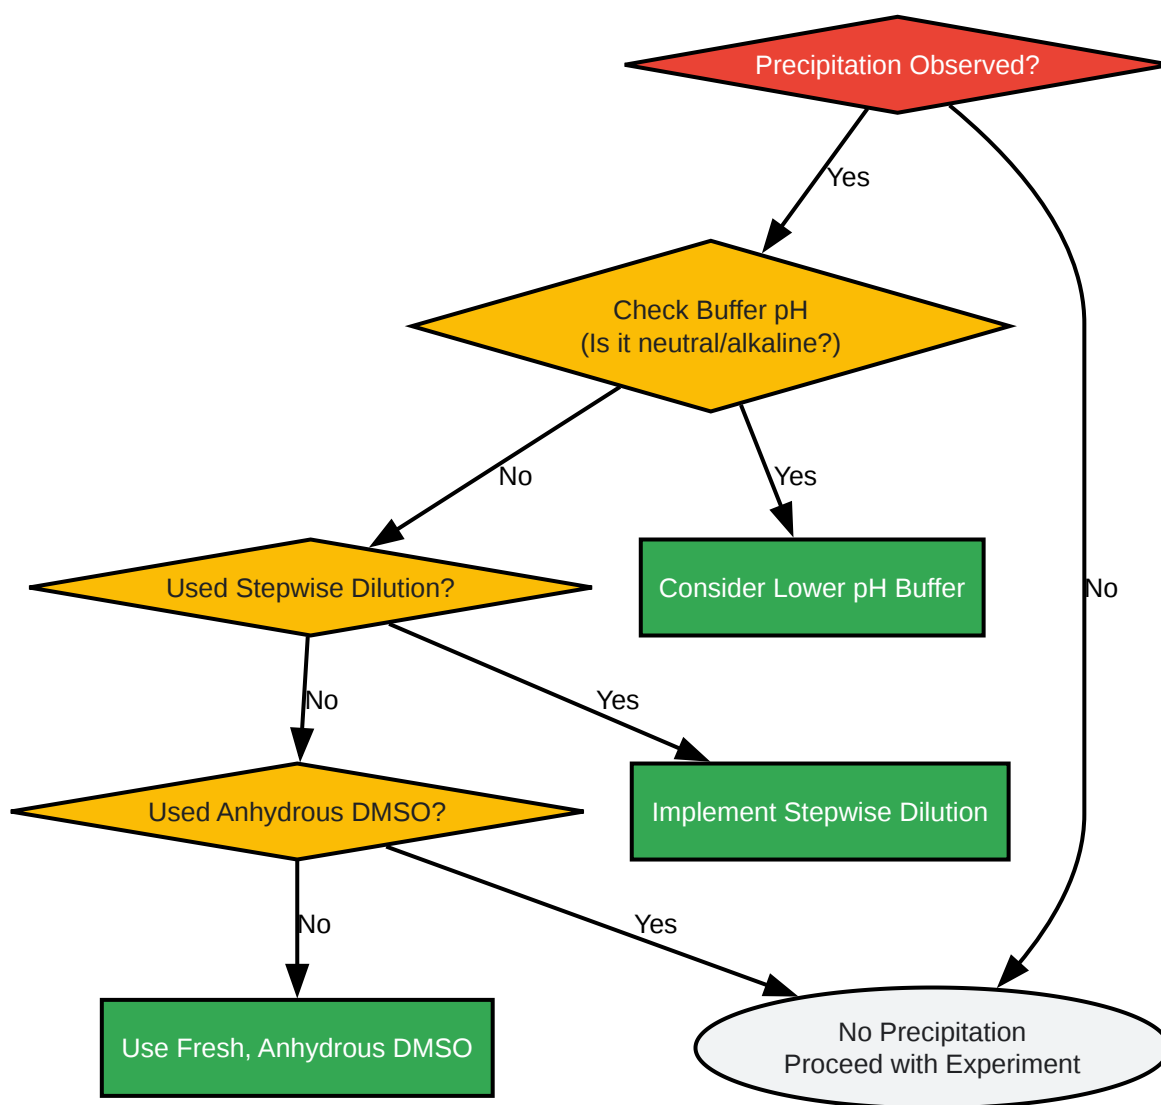 Precipitation Observed?
Yes
Check Buffer pH
(Is it neutral/alkaline?)
No
Yes
Used Stepwise Dilution?
Consider Lower pH Buffer
No
No
Yes
Used Anhydrous DMSO?
Implement Stepwise Dilution
No
Yes
Use Fresh, Anhydrous DMSO
No Precipitation
Proceed with Experiment